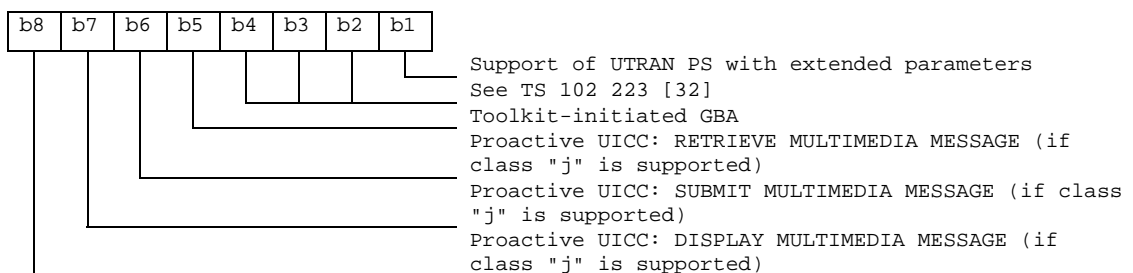 b8 b7 b6 b5 b4 b3 b2 b1
Support of UTRAN PS with extended parameters
See TS 102 223 [32]
Toolkit-initiated GBA
Proactive UICC: RETRIEVE MULTIMEDIA MESSAGE (if
class "j" is supported)
Proactive UICC: SUBMIT MULTIMEDIA MESSAGE (if class
"j" is supported)
Proactive UICC: DISPLAY MULTIMEDIA MESSAGE (if
class "j" is supported)